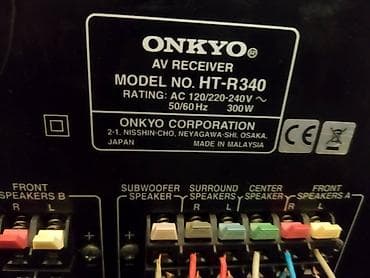 ONKYO®
AV RECEIVER
MODEL NO. HT-R340
RATING: AC 120/220-240V ~
50/60Hz 300W
ONKYO CORPORATION
2-1, NISSHIN-CHO, NEYAGAWA-SHI, OSAKA,
JAPAN MADE IN MALAYSIA
CE
FRONT
SPEAKERS B
R L
SUBWOOFER
SPEAKER
SURROUND
SPEAKERS
R L
CENTER
SPEAKER
FRONT
SPEAKERS A
R L